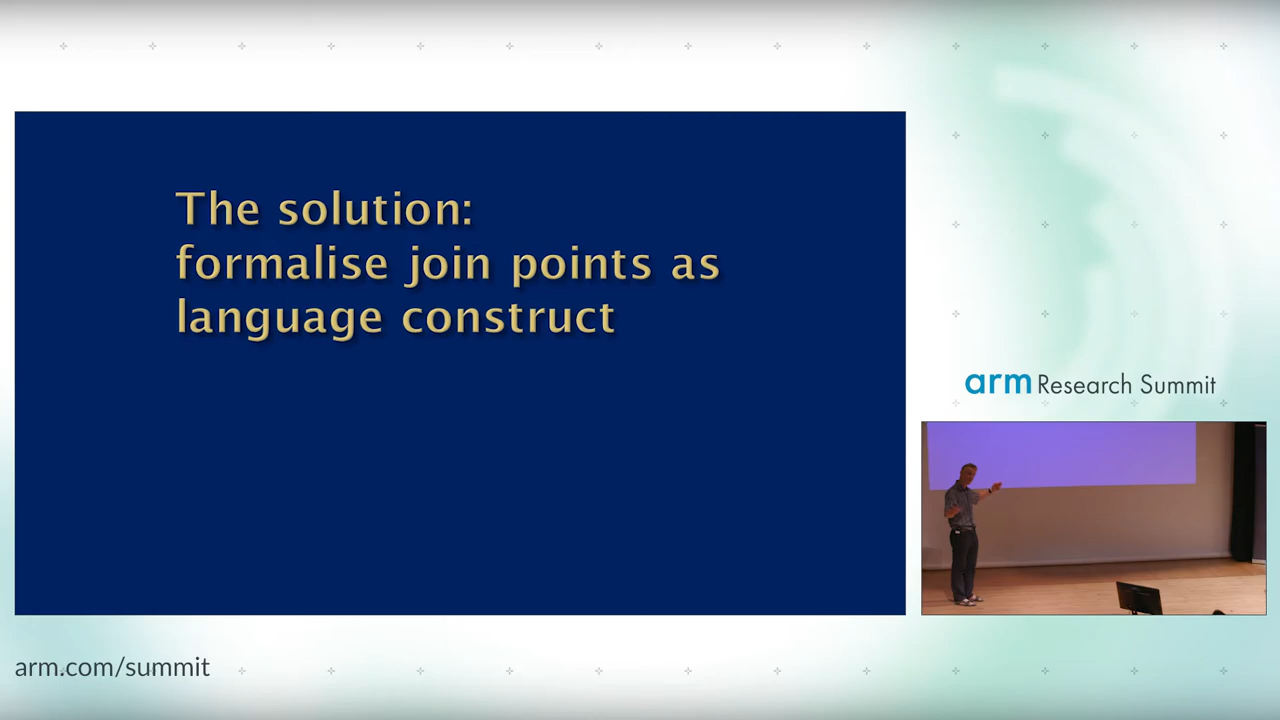 The solution:
formalise join points as
language construct
arm Research Summit
arm.com/summit